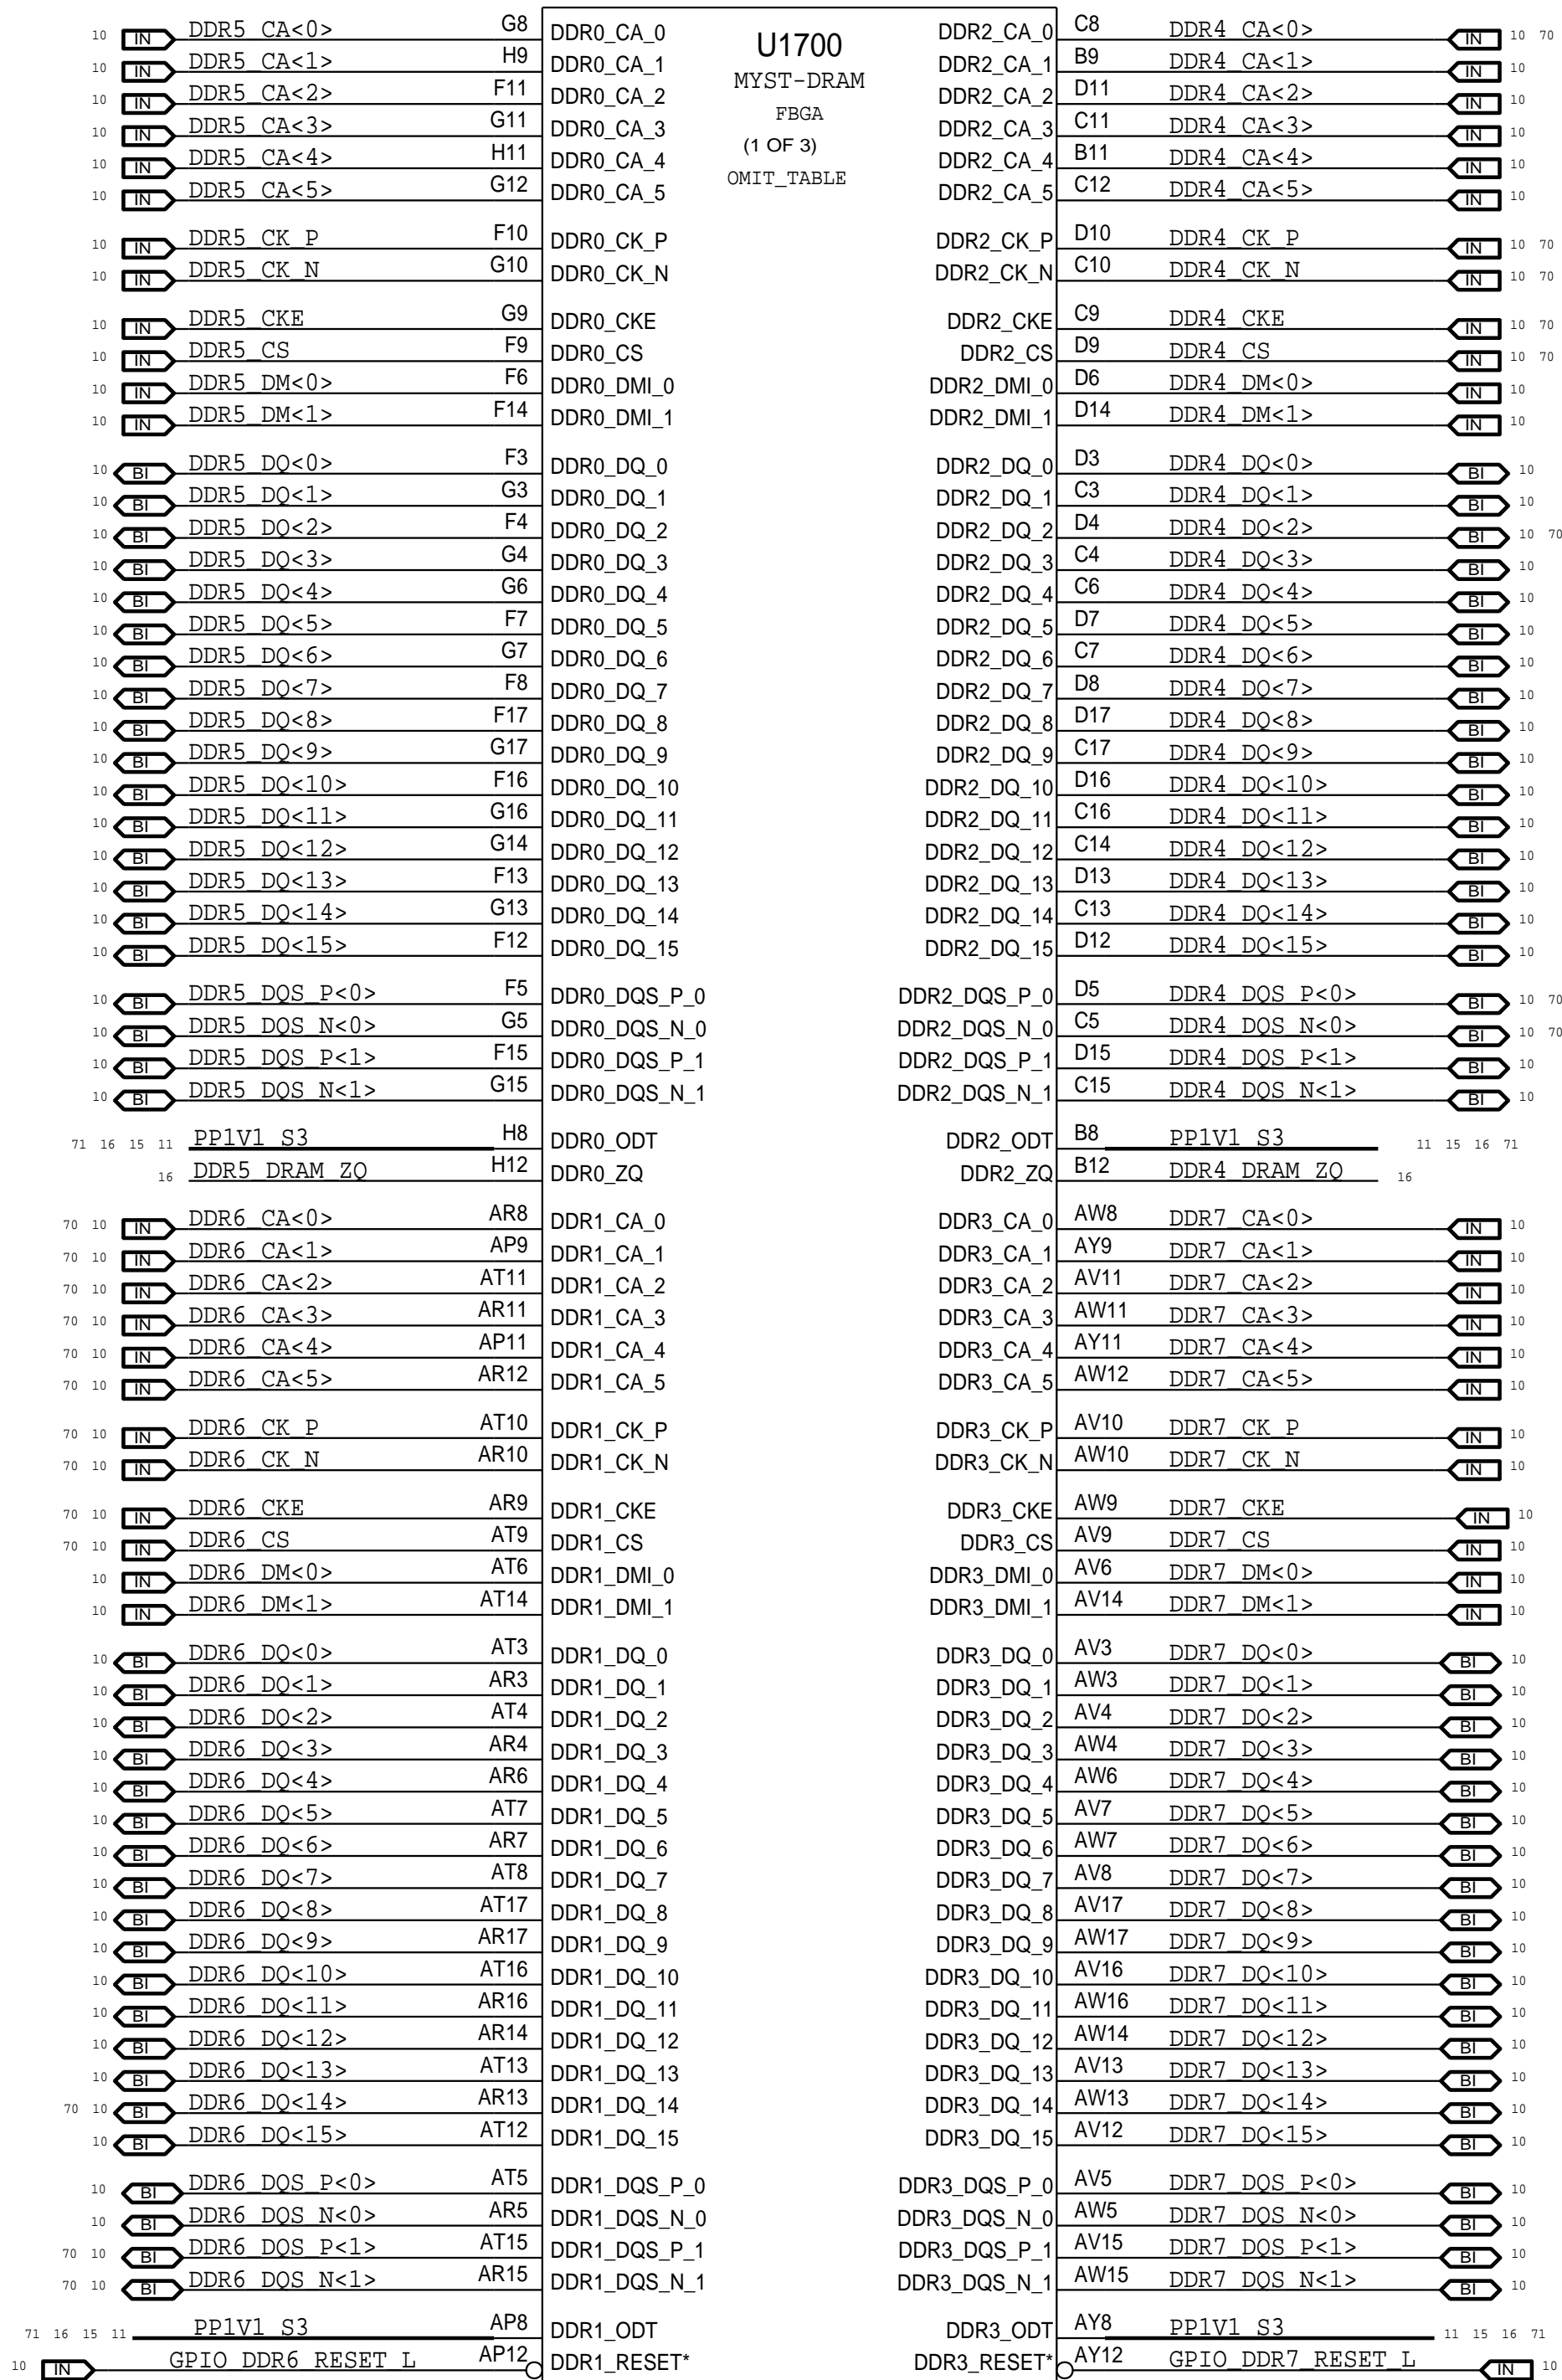 U1700
MYST-DRAM
FBGA
(1 OF 3)
OMIT_TABLE
10 IN DDR5_CA<0> G8 DDR0_CA_0 DDR2_CA_0 C8 DDR4_CA<0> IN 10 70
10 IN DDR5_CA<1> H9 DDR0_CA_1 DDR2_CA_1 B9 DDR4_CA<1> IN 10
10 IN DDR5_CA<2> F11 DDR0_CA_2 DDR2_CA_2 D11 DDR4_CA<2> IN 10
10 IN DDR5_CA<3> G11 DDR0_CA_3 DDR2_CA_3 C11 DDR4_CA<3> IN 10
10 IN DDR5_CA<4> H11 DDR0_CA_4 DDR2_CA_4 B11 DDR4_CA<4> IN 10
10 IN DDR5_CA<5> G12 DDR0_CA_5 DDR2_CA_5 C12 DDR4_CA<5> IN 10
10 IN DDR5_CK_P F10 DDR0_CK_P DDR2_CK_P D10 DDR4_CK_P IN 10 70
10 IN DDR5_CK_N G10 DDR0_CK_N DDR2_CK_N C10 DDR4_CK_N IN 10 70
10 IN DDR5_CKE G9 DDR0_CKE DDR2_CKE C9 DDR4_CKE IN 10 70
10 IN DDR5_CS F9 DDR0_CS DDR2_CS D9 DDR4_CS IN 10 70
10 IN DDR5_DM<0> F6 DDR0_DMI_0 DDR2_DMI_0 D6 DDR4_DM<0> IN 10
10 IN DDR5_DM<1> F14 DDR0_DMI_1 DDR2_DMI_1 D14 DDR4_DM<1> IN 10
10 BI DDR5_DQ<0> F3 DDR0_DQ_0 DDR2_DQ_0 D3 DDR4_DQ<0> BI 10
10 BI DDR5_DQ<1> G3 DDR0_DQ_1 DDR2_DQ_1 C3 DDR4_DQ<1> BI 10
10 BI DDR5_DQ<2> F4 DDR0_DQ_2 DDR2_DQ_2 D4 DDR4_DQ<2> BI 10 70
10 BI DDR5_DQ<3> G4 DDR0_DQ_3 DDR2_DQ_3 C4 DDR4_DQ<3> BI 10
10 BI DDR5_DQ<4> G6 DDR0_DQ_4 DDR2_DQ_4 C6 DDR4_DQ<4> BI 10
10 BI DDR5_DQ<5> F7 DDR0_DQ_5 DDR2_DQ_5 D7 DDR4_DQ<5> BI 10
10 BI DDR5_DQ<6> G7 DDR0_DQ_6 DDR2_DQ_6 C7 DDR4_DQ<6> BI 10
10 BI DDR5_DQ<7> F8 DDR0_DQ_7 DDR2_DQ_7 D8 DDR4_DQ<7> BI 10
10 BI DDR5_DQ<8> F17 DDR0_DQ_8 DDR2_DQ_8 D17 DDR4_DQ<8> BI 10
10 BI DDR5_DQ<9> G17 DDR0_DQ_9 DDR2_DQ_9 C17 DDR4_DQ<9> BI 10
10 BI DDR5_DQ<10> F16 DDR0_DQ_10 DDR2_DQ_10 D16 DDR4_DQ<10> BI 10
10 BI DDR5_DQ<11> G16 DDR0_DQ_11 DDR2_DQ_11 C16 DDR4_DQ<11> BI 10
10 BI DDR5_DQ<12> G14 DDR0_DQ_12 DDR2_DQ_12 C14 DDR4_DQ<12> BI 10
10 BI DDR5_DQ<13> F13 DDR0_DQ_13 DDR2_DQ_13 D13 DDR4_DQ<13> BI 10
10 BI DDR5_DQ<14> G13 DDR0_DQ_14 DDR2_DQ_14 C13 DDR4_DQ<14> BI 10
10 BI DDR5_DQ<15> F12 DDR0_DQ_15 DDR2_DQ_15 D12 DDR4_DQ<15> BI 10
10 BI DDR5_DQS_P<0> F5 DDR0_DQS_P_0 DDR2_DQS_P_0 D5 DDR4_DQS_P<0> BI 10 70
10 BI DDR5_DQS_N<0> G5 DDR0_DQS_N_0 DDR2_DQS_N_0 C5 DDR4_DQS_N<0> BI 10 70
10 BI DDR5_DQS_P<1> F15 DDR0_DQS_P_1 DDR2_DQS_P_1 D15 DDR4_DQS_P<1> BI 10
10 BI DDR5_DQS_N<1> G15 DDR0_DQS_N_1 DDR2_DQS_N_1 C15 DDR4_DQS_N<1> BI 10
71 16 15 11 PP1V1_S3 H8 DDR0_ODT DDR2_ODT B8 PP1V1_S3 11 15 16 71
16 DDR5_DRAM_ZQ H12 DDR0_ZQ DDR2_ZQ B12 DDR4_DRAM_ZQ 16
70 10 IN DDR6_CA<0> AR8 DDR1_CA_0 DDR3_CA_0 AW8 DDR7_CA<0> IN 10
70 10 IN DDR6_CA<1> AP9 DDR1_CA_1 DDR3_CA_1 AY9 DDR7_CA<1> IN 10
70 10 IN DDR6_CA<2> AT11 DDR1_CA_2 DDR3_CA_2 AV11 DDR7_CA<2> IN 10
70 10 IN DDR6_CA<3> AR11 DDR1_CA_3 DDR3_CA_3 AW11 DDR7_CA<3> IN 10
70 10 IN DDR6_CA<4> AP11 DDR1_CA_4 DDR3_CA_4 AY11 DDR7_CA<4> IN 10
70 10 IN DDR6_CA<5> AR12 DDR1_CA_5 DDR3_CA_5 AW12 DDR7_CA<5> IN 10
70 10 IN DDR6_CK_P AT10 DDR1_CK_P DDR3_CK_P AV10 DDR7_CK_P IN 10
70 10 IN DDR6_CK_N AR10 DDR1_CK_N DDR3_CK_N AW10 DDR7_CK_N IN 10
70 10 IN DDR6_CKE AR9 DDR1_CKE DDR3_CKE AW9 DDR7_CKE IN 10
70 10 IN DDR6_CS AT9 DDR1_CS DDR3_CS AV9 DDR7_CS IN 10
10 IN DDR6_DM<0> AT6 DDR1_DMI_0 DDR3_DMI_0 AV6 DDR7_DM<0> IN 10
10 IN DDR6_DM<1> AT14 DDR1_DMI_1 DDR3_DMI_1 AV14 DDR7_DM<1> IN 10
10 BI DDR6_DQ<0> AT3 DDR1_DQ_0 DDR3_DQ_0 AV3 DDR7_DQ<0> BI 10
10 BI DDR6_DQ<1> AR3 DDR1_DQ_1 DDR3_DQ_1 AW3 DDR7_DQ<1> BI 10
10 BI DDR6_DQ<2> AT4 DDR1_DQ_2 DDR3_DQ_2 AV4 DDR7_DQ<2> BI 10
10 BI DDR6_DQ<3> AR4 DDR1_DQ_3 DDR3_DQ_3 AW4 DDR7_DQ<3> BI 10
10 BI DDR6_DQ<4> AR6 DDR1_DQ_4 DDR3_DQ_4 AW6 DDR7_DQ<4> BI 10
10 BI DDR6_DQ<5> AT7 DDR1_DQ_5 DDR3_DQ_5 AV7 DDR7_DQ<5> BI 10
10 BI DDR6_DQ<6> AR7 DDR1_DQ_6 DDR3_DQ_6 AW7 DDR7_DQ<6> BI 10
10 BI DDR6_DQ<7> AT8 DDR1_DQ_7 DDR3_DQ_7 AV8 DDR7_DQ<7> BI 10
10 BI DDR6_DQ<8> AT17 DDR1_DQ_8 DDR3_DQ_8 AV17 DDR7_DQ<8> BI 10
10 BI DDR6_DQ<9> AR17 DDR1_DQ_9 DDR3_DQ_9 AW17 DDR7_DQ<9> BI 10
10 BI DDR6_DQ<10> AT16 DDR1_DQ_10 DDR3_DQ_10 AV16 DDR7_DQ<10> BI 10
10 BI DDR6_DQ<11> AR16 DDR1_DQ_11 DDR3_DQ_11 AW16 DDR7_DQ<11> BI 10
10 BI DDR6_DQ<12> AR14 DDR1_DQ_12 DDR3_DQ_12 AW14 DDR7_DQ<12> BI 10
10 BI DDR6_DQ<13> AT13 DDR1_DQ_13 DDR3_DQ_13 AV13 DDR7_DQ<13> BI 10
70 10 BI DDR6_DQ<14> AR13 DDR1_DQ_14 DDR3_DQ_14 AW13 DDR7_DQ<14> BI 10
10 BI DDR6_DQ<15> AT12 DDR1_DQ_15 DDR3_DQ_15 AV12 DDR7_DQ<15> BI 10
10 BI DDR6_DQS_P<0> AT5 DDR1_DQS_P_0 DDR3_DQS_P_0 AV5 DDR7_DQS_P<0> BI 10
10 BI DDR6_DQS_N<0> AR5 DDR1_DQS_N_0 DDR3_DQS_N_0 AW5 DDR7_DQS_N<0> BI 10
70 10 BI DDR6_DQS_P<1> AT15 DDR1_DQS_P_1 DDR3_DQS_P_1 AV15 DDR7_DQS_P<1> BI 10
70 10 BI DDR6_DQS_N<1> AR15 DDR1_DQS_N_1 DDR3_DQS_N_1 AW15 DDR7_DQS_N<1> BI 10
71 16 15 11 PP1V1_S3 AP8 DDR1_ODT DDR3_ODT AY8 PP1V1_S3 11 15 16 71
10 IN GPIO_DDR6_RESET_L AP12 DDR1_RESET* DDR3_RESET* AY12 GPIO_DDR7_RESET_L IN 10